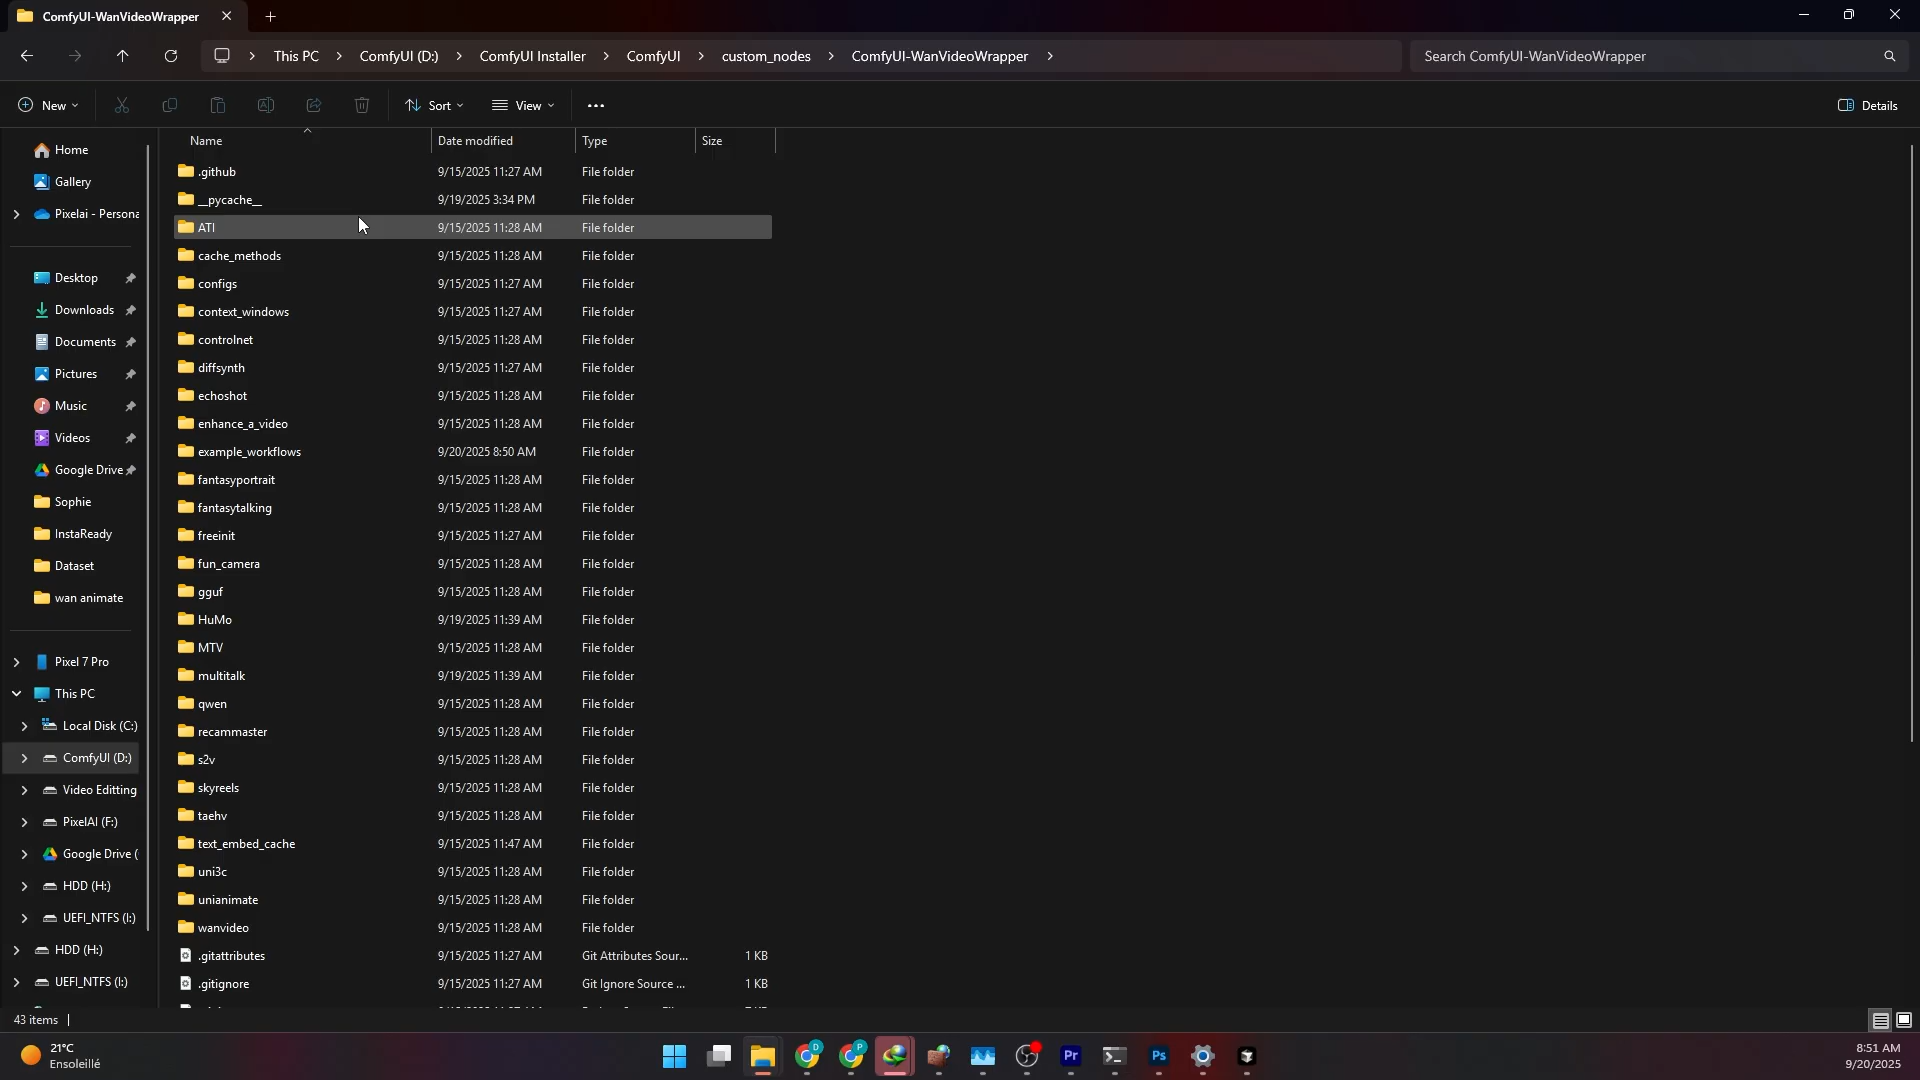 ComfyUI-WanVideoWrapper
This PC ComfyUI (D:) ComfyUI Installer ComfyUI custom_nodes ComfyUI-WanVideoWrapper Search ComfyUI-WanVideoWrapper
New Sort View Details
Name Date modified Type Size
Home
Gallery
Pixelai - Persona
Desktop
Downloads
Documents
Pictures
Music
Videos
Google Drive
Sophie
InstaReady
Dataset
wan animate
Pixel 7 Pro
This PC
Local Disk (C:)
ComfyUI (D:)
Video Editting
PixelAI (F:)
Google Drive (
HDD (H:)
UEFI_NTFS (I:)
HDD (H:)
UEFI_NTFS (I:)
.github 9/15/2025 11:27 AM File folder
__pycache__ 9/19/2025 3:34 PM File folder
ATI 9/15/2025 11:28 AM File folder
cache_methods 9/15/2025 11:28 AM File folder
configs 9/15/2025 11:27 AM File folder
context_windows 9/15/2025 11:27 AM File folder
controlnet 9/15/2025 11:28 AM File folder
diffsynth 9/15/2025 11:27 AM File folder
echoshot 9/15/2025 11:28 AM File folder
enhance_a_video 9/15/2025 11:28 AM File folder
example_workflows 9/20/2025 8:50 AM File folder
fantasyportrait 9/15/2025 11:28 AM File folder
fantasytalking 9/15/2025 11:28 AM File folder
freeinit 9/15/2025 11:27 AM File folder
fun_camera 9/15/2025 11:28 AM File folder
gguf 9/15/2025 11:28 AM File folder
HuMo 9/19/2025 11:39 AM File folder
MTV 9/15/2025 11:28 AM File folder
multitalk 9/19/2025 11:39 AM File folder
qwen 9/15/2025 11:28 AM File folder
recammaster 9/15/2025 11:28 AM File folder
s2v 9/15/2025 11:28 AM File folder
skyreels 9/15/2025 11:28 AM File folder
taehv 9/15/2025 11:28 AM File folder
text_embed_cache 9/15/2025 11:47 AM File folder
uni3c 9/15/2025 11:28 AM File folder
unianimate 9/15/2025 11:28 AM File folder
wanvideo 9/15/2025 11:28 AM File folder
.gitattributes 9/15/2025 11:27 AM Git Attributes Sour... 1 KB
.gitignore 9/15/2025 11:27 AM Git Ignore Source ... 1 KB
43 items
21°C
Ensoleillé
D P Pr Ps
8:51 AM
9/20/2025